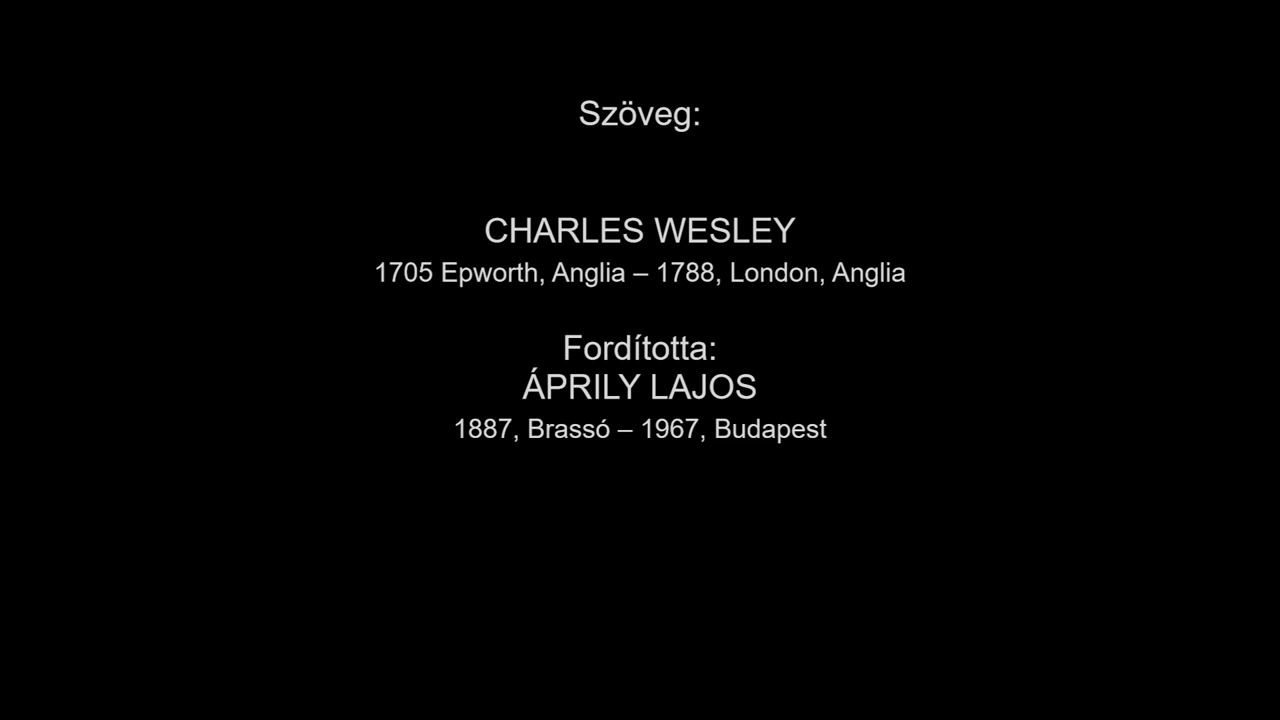 Szöveg:
CHARLES WESLEY
1705 Epworth, Anglia – 1788, London, Anglia
Fordította:
ÁPRILY LAJOS
1887, Brassó – 1967, Budapest